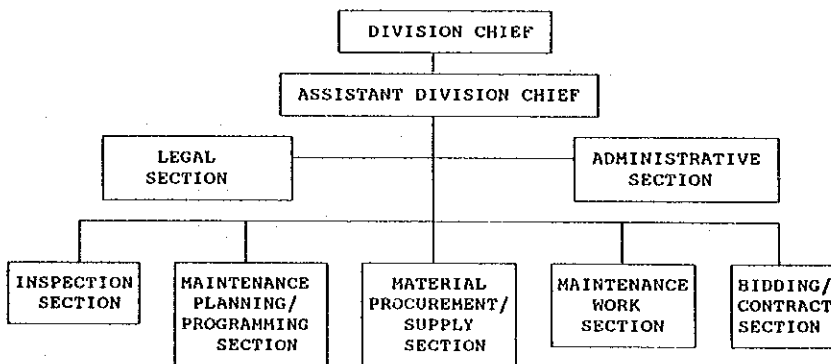 DIVISION CHIEF
ASSISTANT DIVISION CHIEF
LEGAL
SECTION
ADMINISTRATIVE
SECTION
INSPECTION
SECTION
MAINTENANCE
PLANNING/
PROGRAMMING
SECTION
MATERIAL
PROCUREMENT/
SUPPLY
SECTION
MAINTENANCE
WORK
SECTION
BIDDING/
CONTRACT
SECTION